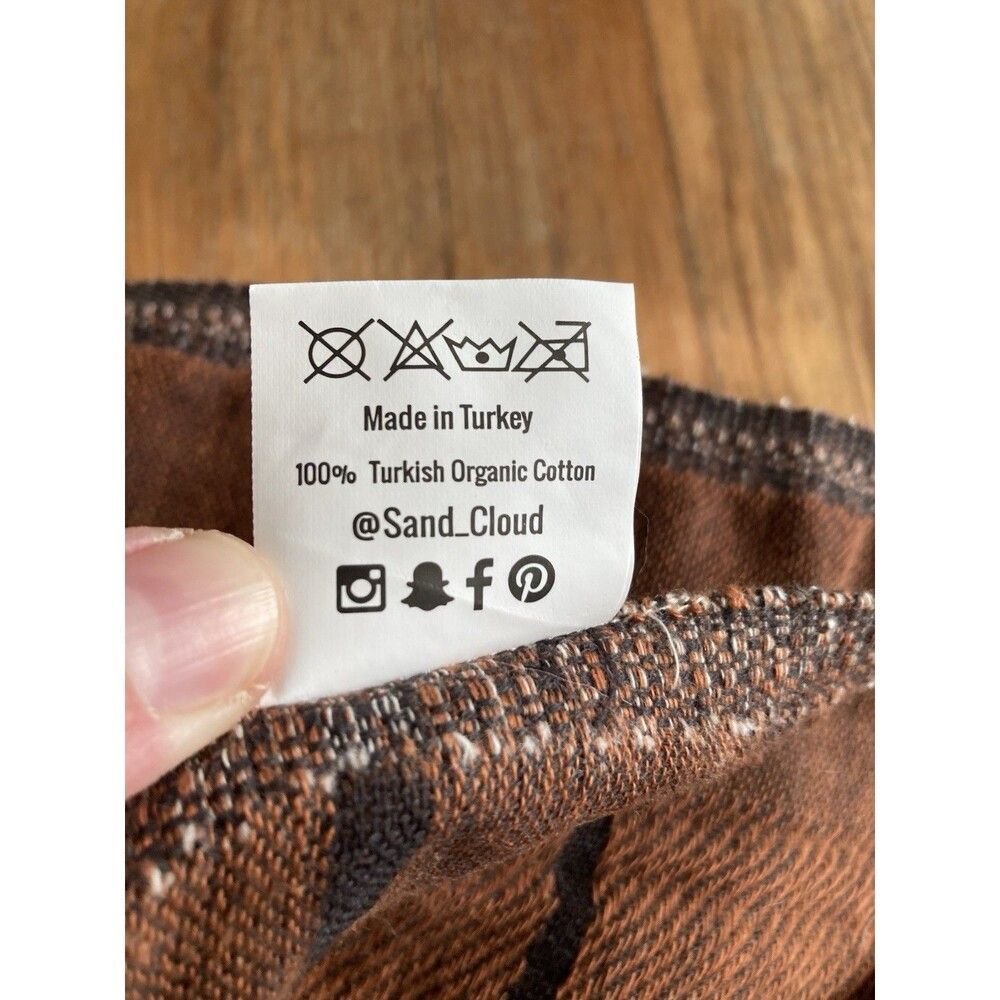 Made in Turkey
100% Turkish Organic Cotton
@Sand_Cloud